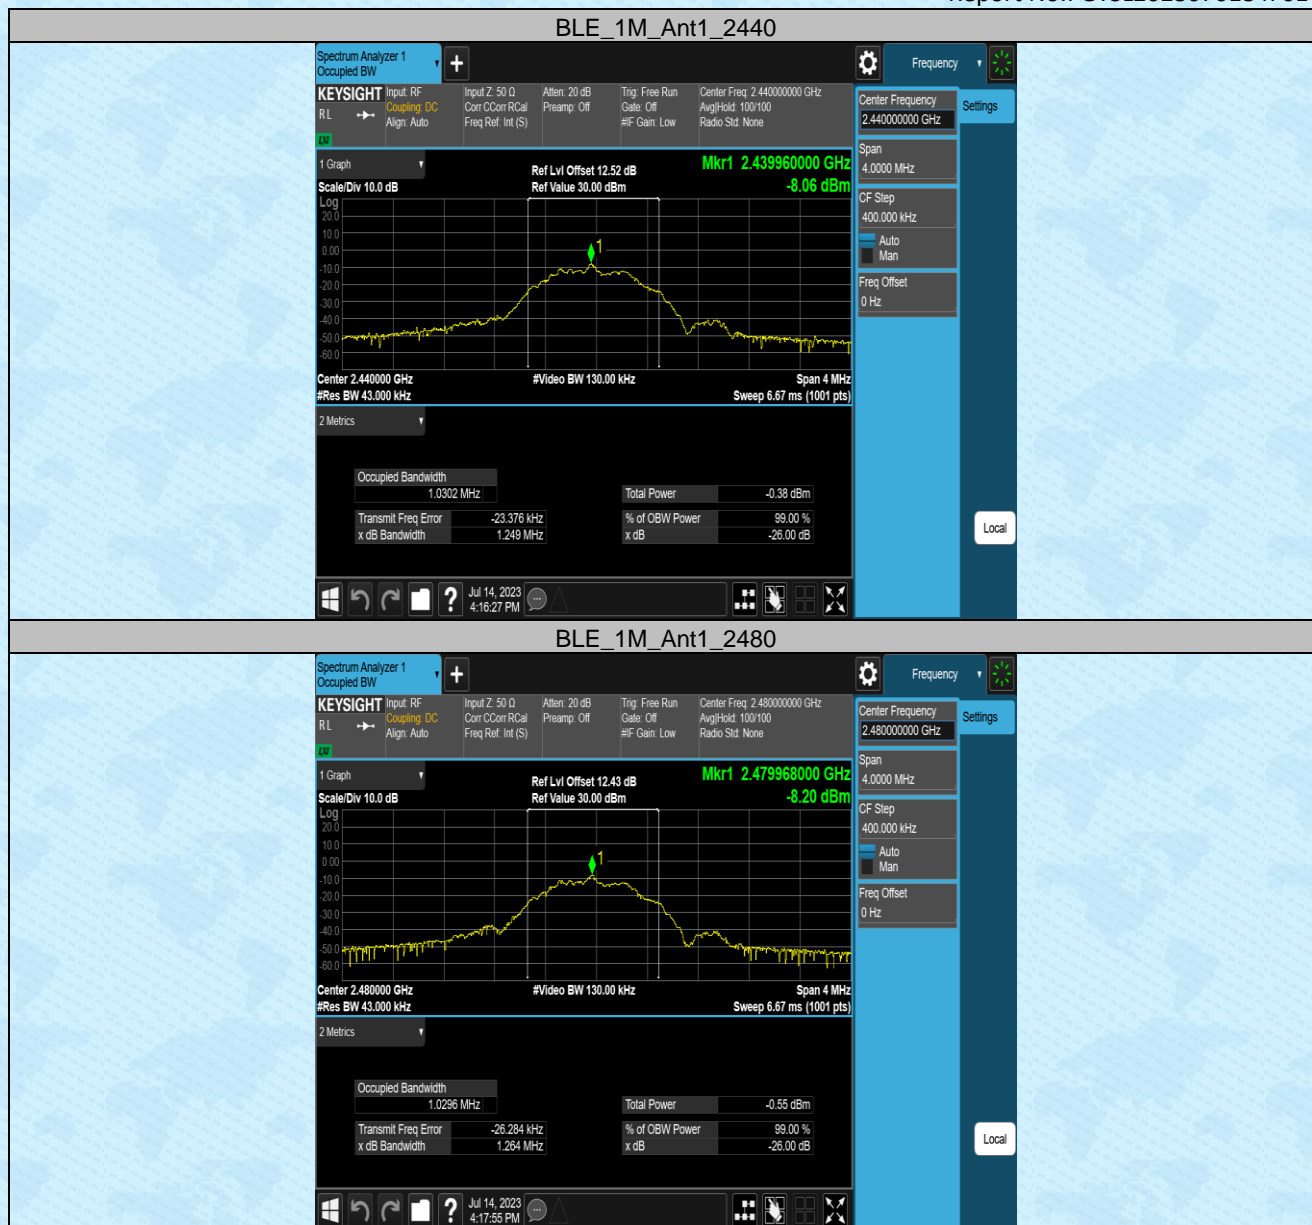 BLE_1M_Ant1_2440
Spectrum Analyzer 1
Occupied BW
Frequency
KEYSIGHT
RL
Input: RF
Coupling: DC
Align: Auto
Input Z: 50 Ω
Corr CCorr RCal
Freq Ref: Int (S)
Atten: 20 dB
Preamp: Off
Trig: Free Run
Gate: Off
#IF Gain: Low
Center Freq: 2.440000000 GHz
Avg|Hold: 100/100
Radio Std: None
Center Frequency
2.440000000 GHz
Settings
Span
4.0000 MHz
CF Step
400.000 kHz
Auto
Man
Freq Offset
0 Hz
Local
1 Graph
Scale/Div 10.0 dB
Ref Lvl Offset 12.52 dB
Ref Value 30.00 dBm
Mkr1 2.439960000 GHz
-8.06 dBm
Log
20.0
10.0
0.00
-10.0
-20.0
-30.0
-40.0
-50.0
-60.0
1
Center 2.440000 GHz
#Res BW 43.000 kHz
#Video BW 130.00 kHz
Span 4 MHz
Sweep 6.67 ms (1001 pts)
2 Metrics
Occupied Bandwidth
1.0302 MHz
Total Power -0.38 dBm
Transmit Freq Error -23.376 kHz
% of OBW Power 99.00 %
x dB Bandwidth 1.249 MHz
x dB -26.00 dB
Jul 14, 2023
4:16:27 PM
BLE_1M_Ant1_2480
Spectrum Analyzer 1
Occupied BW
Frequency
KEYSIGHT
RL
Input: RF
Coupling: DC
Align: Auto
Input Z: 50 Ω
Corr CCorr RCal
Freq Ref: Int (S)
Atten: 20 dB
Preamp: Off
Trig: Free Run
Gate: Off
#IF Gain: Low
Center Freq: 2.480000000 GHz
Avg|Hold: 100/100
Radio Std: None
Center Frequency
2.480000000 GHz
Settings
Span
4.0000 MHz
CF Step
400.000 kHz
Auto
Man
Freq Offset
0 Hz
Local
1 Graph
Scale/Div 10.0 dB
Ref Lvl Offset 12.43 dB
Ref Value 30.00 dBm
Mkr1 2.479968000 GHz
-8.20 dBm
Log
20.0
10.0
0.00
-10.0
-20.0
-30.0
-40.0
-50.0
-60.0
1
Center 2.480000 GHz
#Res BW 43.000 kHz
#Video BW 130.00 kHz
Span 4 MHz
Sweep 6.67 ms (1001 pts)
2 Metrics
Occupied Bandwidth
1.0296 MHz
Total Power -0.55 dBm
Transmit Freq Error -26.284 kHz
% of OBW Power 99.00 %
x dB Bandwidth 1.264 MHz
x dB -26.00 dB
Jul 14, 2023
4:17:55 PM